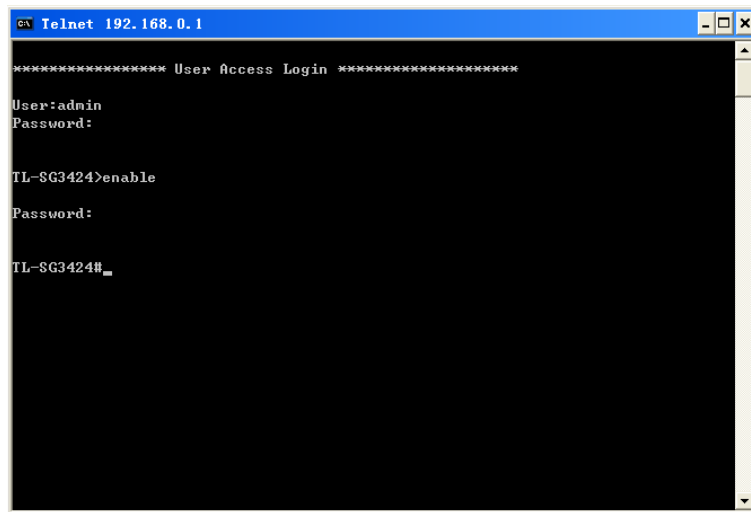 Telnet 192.168.0.1
***************** User Access Login ********************
User:admin
Password:
TL-SG3424>enable
Password:
TL-SG3424#_